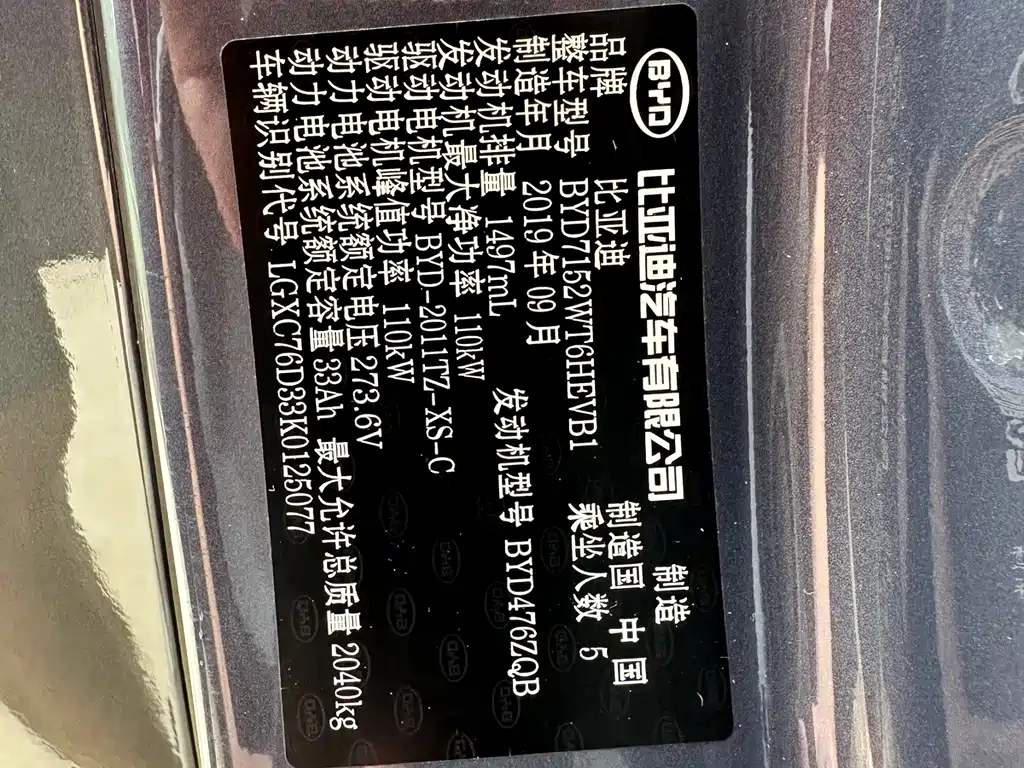 BYD 比亚迪汽车有限公司 制造
品牌 比亚迪 制造国 中国
整车型号 BYD7152WT6HEVB1 乘坐人数 5
制造年月 2019年09月
发动机排量 1497mL 发动机型号 BYD476ZQB
发动机最大净功率 110kW
驱动电机型号 BYD-2011TZ-XS-C
驱动电机峰值功率 110kW
动力电池系统额定电压 273.6V
动力电池系统额定容量 33Ah 最大允许总质量 2040kg
车辆识别代号 LGXC76D33K0125077